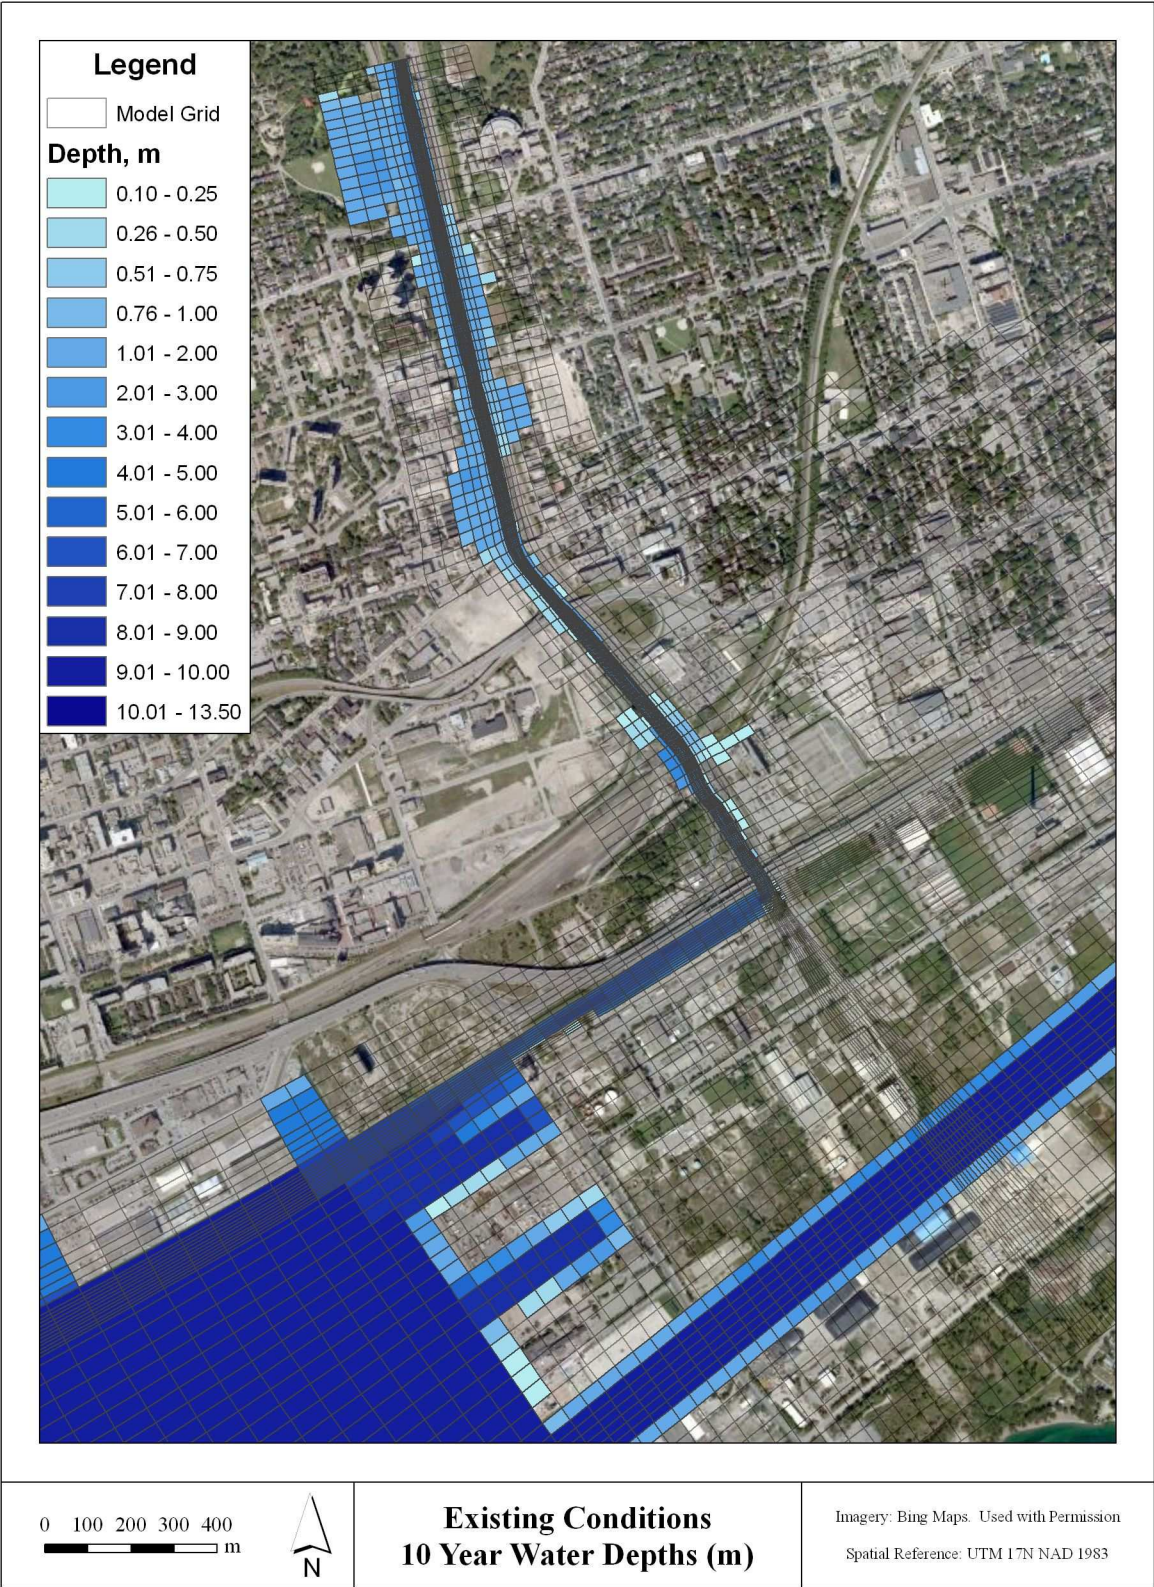 Legend
Model Grid
Depth, m
0.10 - 0.25
0.26 - 0.50
0.51 - 0.75
0.76 - 1.00
1.01 - 2.00
2.01 - 3.00
3.01 - 4.00
4.01 - 5.00
5.01 - 6.00
6.01 - 7.00
7.01 - 8.00
8.01 - 9.00
9.01 - 10.00
10.01 - 13.50
0 100 200 300 400
m
N
Existing Conditions
10 Year Water Depths (m)
Imagery: Bing Maps. Used with Permission
Spatial Reference: UTM 17N NAD 1983